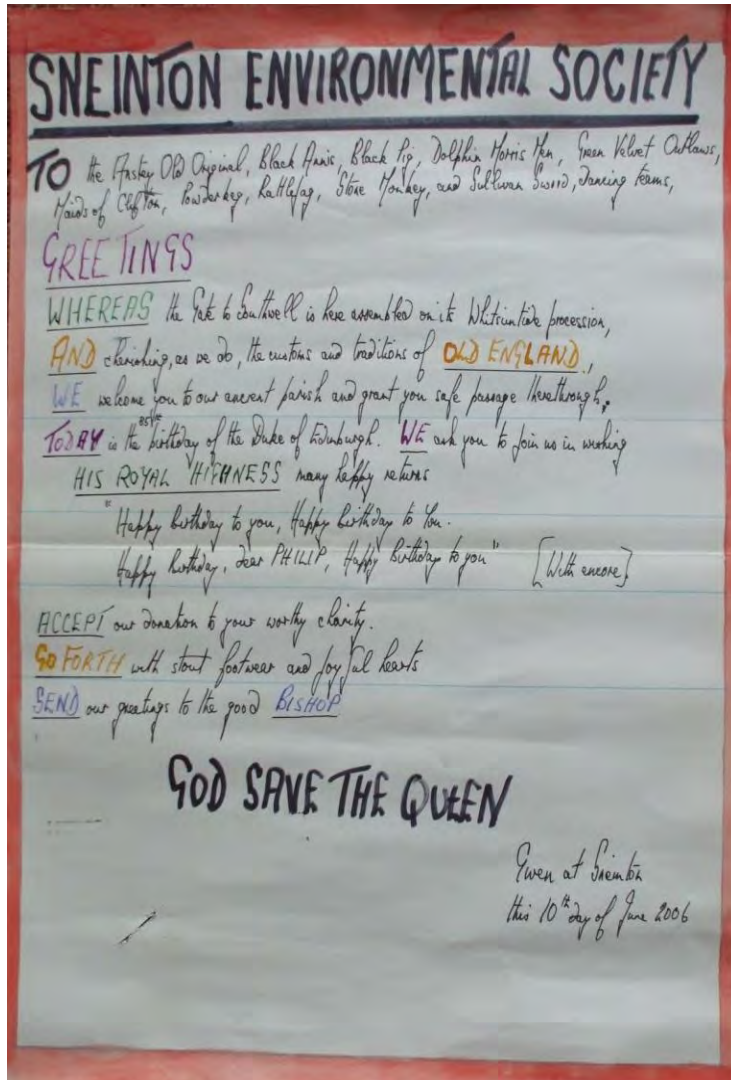 SNEINTON ENVIRONMENTAL SOCIETY
TO the Anstey Old Original, Black Annis, Black Pig, Dolphin Morris Men, Green Velvet Outlaws,
Maids of Clifton, Powderkeg, Rattlejag, Stone Monkey, and Sullivan Sword, Dancing teams,
GREETINGS
WHEREAS the Gate to Southwell is here assembled on its Whitsuntide procession,
AND cherishing, as we do, the customs and traditions of OLD ENGLAND,
WE welcome you to our ancient parish and grant you safe passage therethrough,
TODAY is the 85th birthday of the Duke of Edinburgh. WE ask you to join us in wishing
HIS ROYAL HIGHNESS many happy returns
"Happy birthday to you, Happy birthday to You.
Happy birthday, dear PHILIP, Happy Birthday to you" [With encore]
ACCEPT our donation to your worthy charity.
GO FORTH with stout footwear and joyful hearts
SEND our greetings to the good BISHOP
GOD SAVE THE QUEEN
Given at Sneinton
this 10th day of June 2006